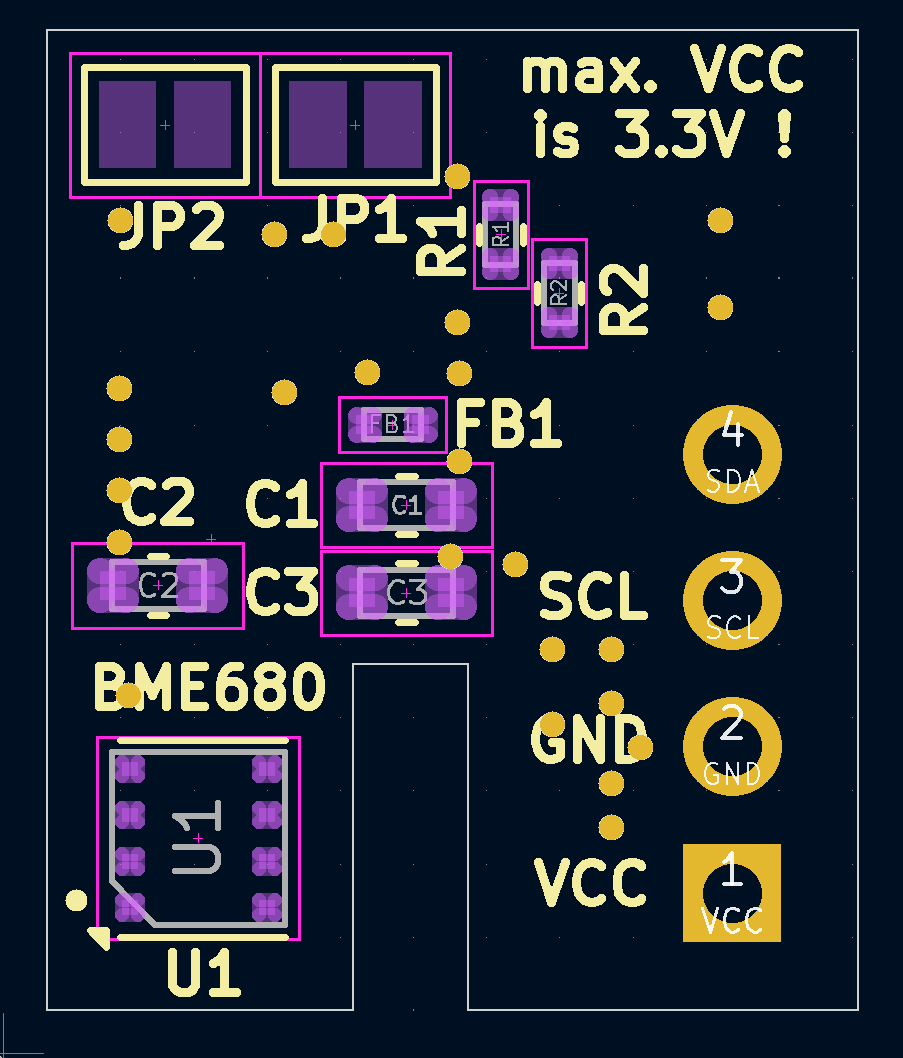 max. VCC
is 3.3V !
JP2
JP1
R1
R1
R2
R2
FB1
FB1
4
SDA
C2
C1
C1
C2
C3
C3
SCL
3
SCL
BME680
GND
2
GND
U1
VCC
1
VCC
U1